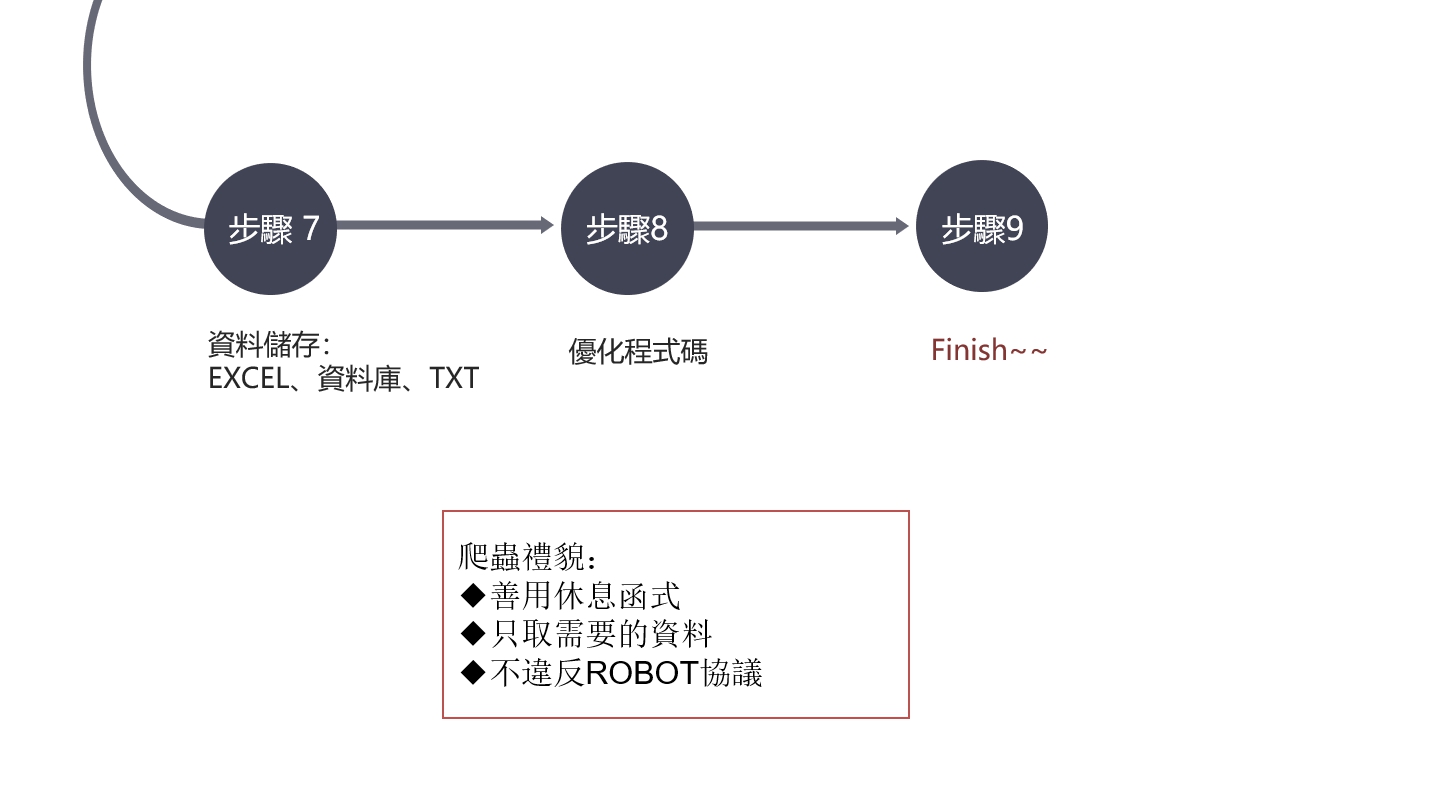 步驟 7
步驟8
步驟9
資料儲存：
EXCEL、資料庫、TXT
優化程式碼
Finish~~
爬蟲禮貌：
◆善用休息函式
◆只取需要的資料
◆不違反ROBOT協議